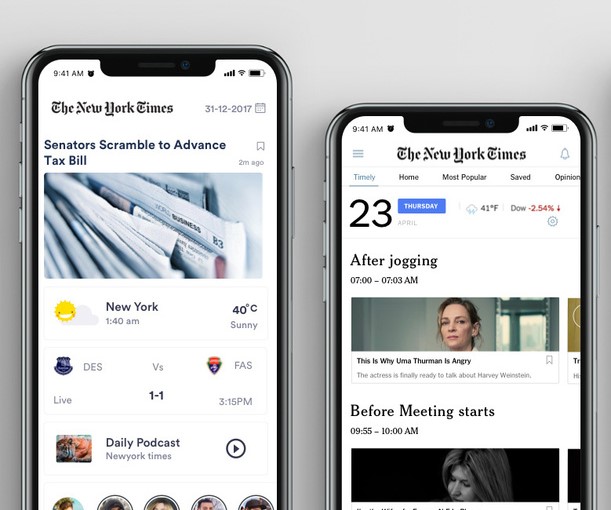 9:41 AM
The New York Times
31-12-2017
Senators Scramble to Advance
Tax Bill
2m ago
BUSINESS
B3
New York
1:40 am
40°C
Sunny
DES
Vs
FAS
Live
1-1
3:15PM
Daily Podcast
Newyork times
9:41 AM
The New York Times
Timely Home Most Popular Saved Opinion
23
THURSDAY
APRIL
41°F
Dow -2.54%
After jogging
07:00 – 07:03 AM
This Is Why Uma Thurman Is Angry
The actress is finally ready to talk about Harvey Weinstein.
Before Meeting starts
09:55 – 10:00 AM